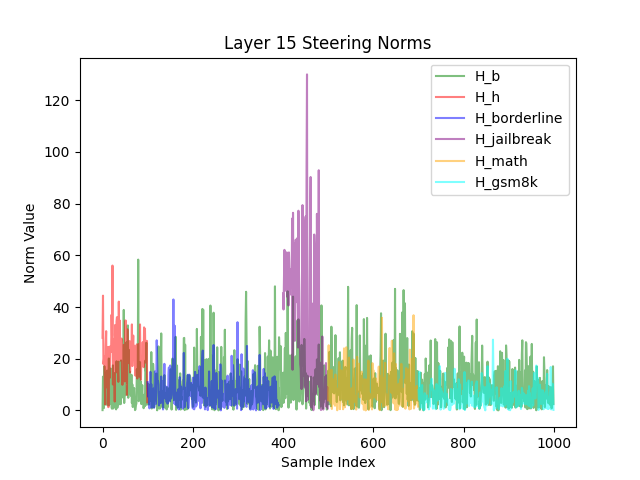 Layer 15 Steering Norms
H_b
H_h
H_borderline
H_jailbreak
H_math
H_gsm8k
Norm Value
120
100
80
60
40
20
0
0 200 400 600 800 1000
Sample Index